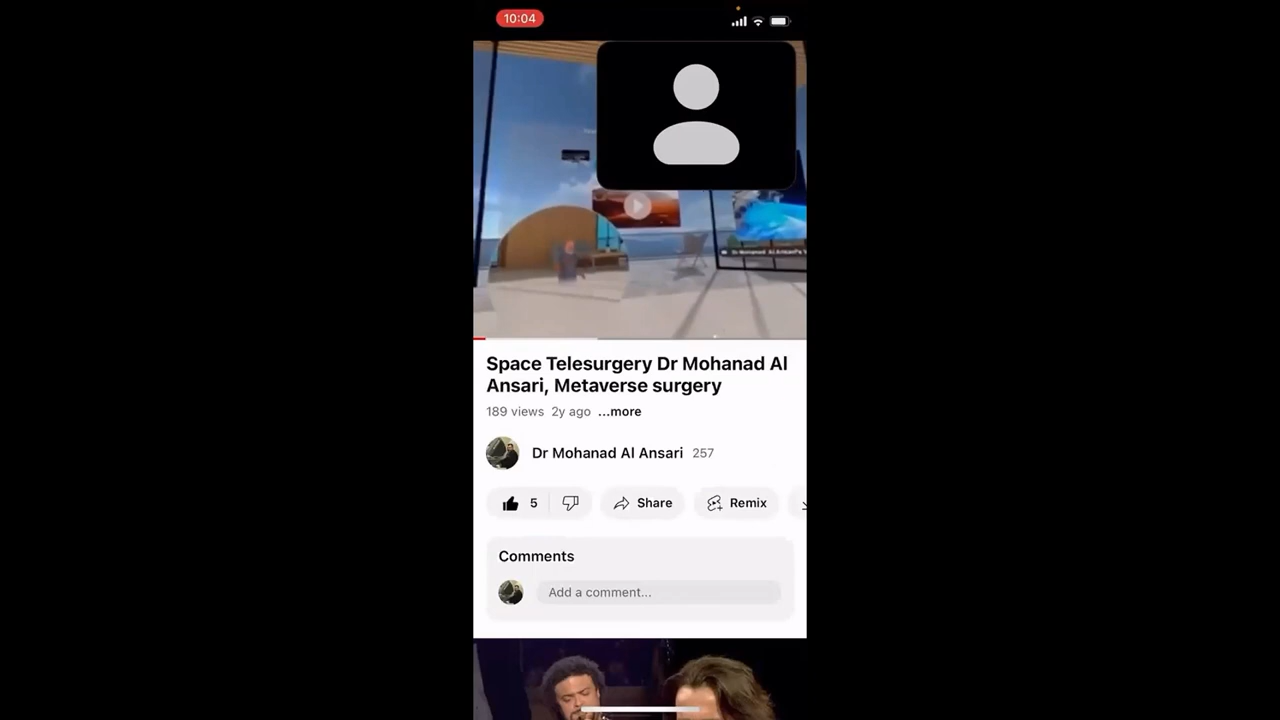 10:04
Space Telesurgery Dr Mohanad Al
Ansari, Metaverse surgery
189 views 2y ago ...more
Dr Mohanad Al Ansari 257
5 Share Remix
Comments
Add a comment...